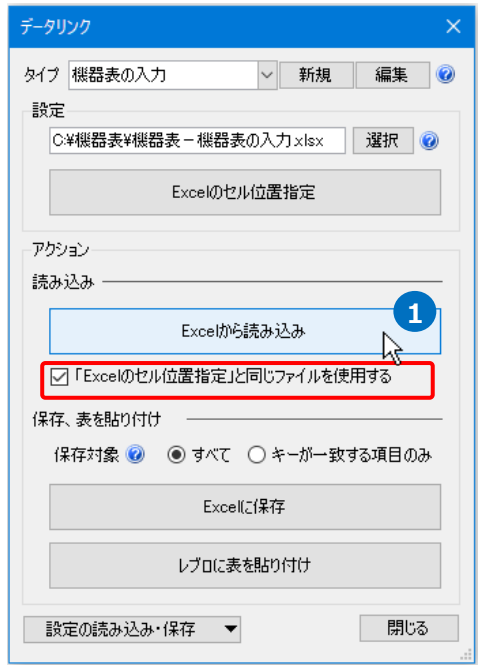 データリンク
タイプ 機器表の入力 新規 編集
設定
C:¥機器表¥機器表－機器表の入力.xlsx 選択
Excelのセル位置指定
アクション
読み込み
1
Excelから読み込み
「Excelのセル位置指定」と同じファイルを使用する
保存、表を貼り付け
保存対象 すべて キーが一致する項目のみ
Excelに保存
レブロに表を貼り付け
設定の読み込み・保存 閉じる